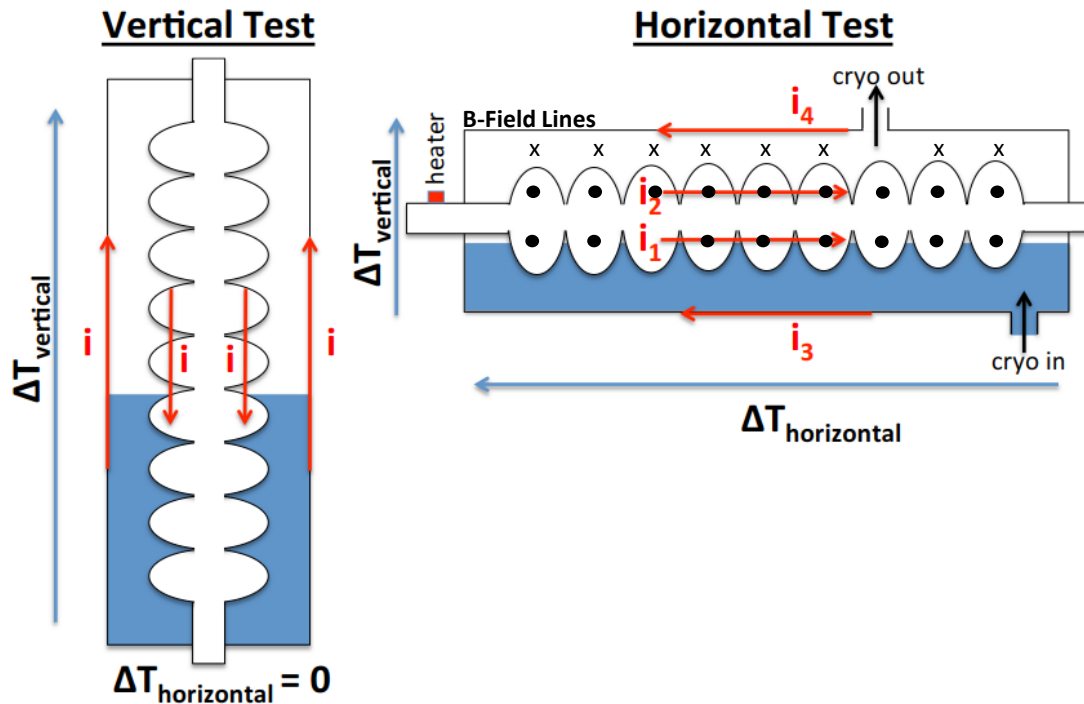 Vertical Test
ΔTvertical
i
i
i
i
ΔThorizontal = 0
Horizontal Test
cryo out
i4
B-Field Lines
heater
x x x x x x x x
i2
ΔTvertical
i1
i3
cryo in
ΔThorizontal